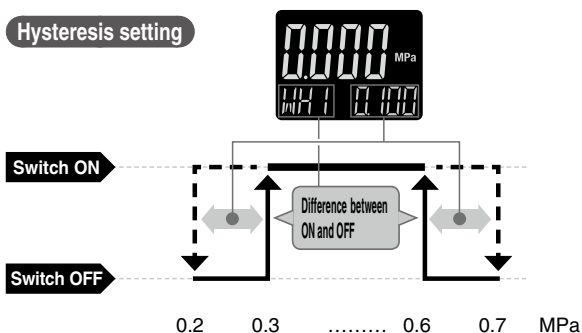 Hysteresis setting
0.000 MPa
WH1 0.100
Switch ON
Difference between
ON and OFF
Switch OFF
0.2 0.3 ......... 0.6 0.7 MPa